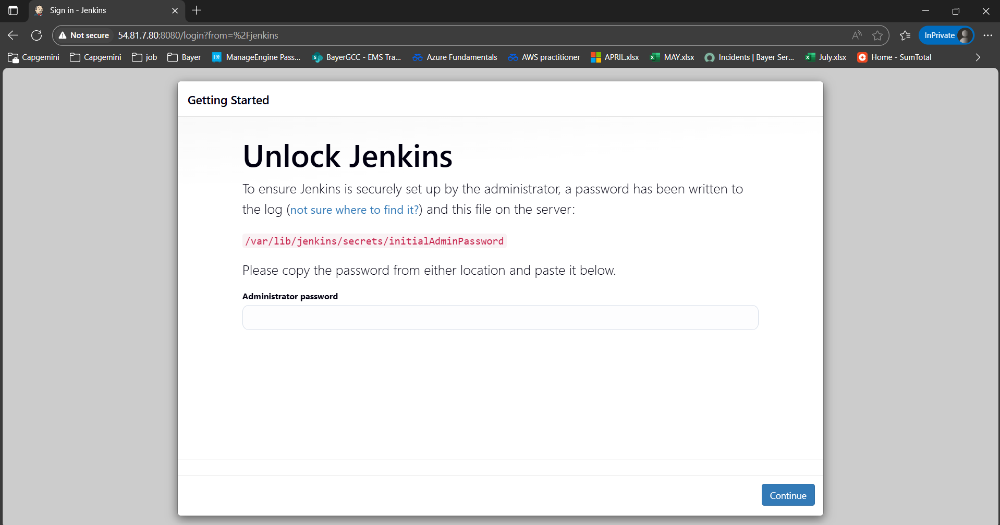 Sign in - Jenkins
Not secure 54.81.7.80:8080/login?from=%2Fjenkins InPrivate
Capgemini Capgemini job Bayer ManageEngine Pass... BayerGCC - EMS Tra... Azure Fundamentals AWS practitioner APRIL.xlsx MAY.xlsx Incidents | Bayer Ser... July.xlsx Home - SumTotal
Getting Started
Unlock Jenkins
To ensure Jenkins is securely set up by the administrator, a password has been written to
the log (not sure where to find it?) and this file on the server:
/var/lib/jenkins/secrets/initialAdminPassword
Please copy the password from either location and paste it below.
Administrator password
Continue